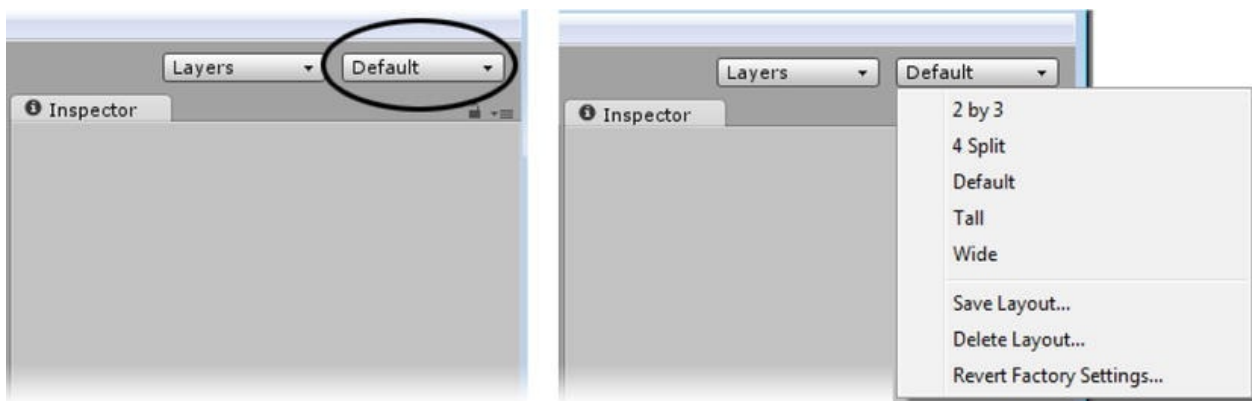 Layers
Default
Inspector
Layers
Default
Inspector
2 by 3
4 Split
Default
Tall
Wide
Save Layout...
Delete Layout...
Revert Factory Settings...